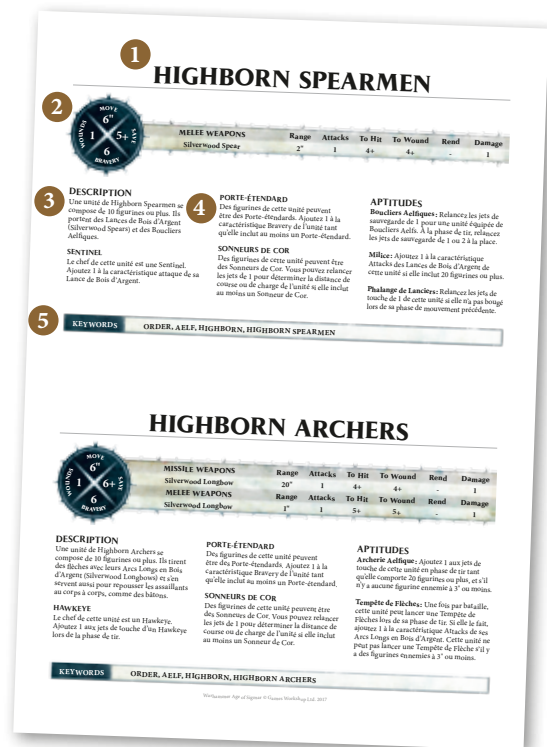 1
HIGHBORN SPEARMEN
2
MOVE
6"
WOUNDS
1
5+
SAVE
6
BRAVERY
MELEE WEAPONS Range Attacks To Hit To Wound Rend Damage
Silverwood Spear 2" 1 4+ 4+ - 1
3
DESCRIPTION
Une unité de Highborn Spearmen se
compose de 10 figurines ou plus. Ils
portent des Lances de Bois d'Argent
(Silverwood Spears) et des Boucliers
Aelfiques.
SENTINEL
Le chef de cette unité est une Sentinel.
Ajoutez 1 à la caractéristique attaque de sa
Lance de Bois d'Argent.
4
PORTE-ÉTENDARD
Des figurines de cette unité peuvent
être des Porte-étendards. Ajoutez 1 à la
caractéristique Bravery de l'unité tant
qu'elle inclut au moins un Porte-étendard.
SONNEURS DE COR
Des figurines de cette unité peuvent être
des Sonneurs de Cor. Vous pouvez relancer
les jets de 1 pour déterminer la distance de
course ou de charge de l'unité si elle inclut
au moins un Sonneur de Cor.
APTITUDES
Boucliers Aelfiques: Relancez les jets de
sauvegarde de 1 pour une unité équipée de
Boucliers Aelfs. À la phase de tir, relancez
les jets de sauvegarde de 1 ou 2 à la place.
Milice: Ajoutez 1 à la caractéristique
Attacks des Lances de Bois d'Argent de
cette unité si elle inclut 20 figurines ou plus.
Phalange de Lanciers: Relancez les jets de
touche de 1 de cette unité si elle n'a pas bougé
lors de sa phase de mouvement précédente.
5
KEYWORDS ORDER, AELF, HIGHBORN, HIGHBORN SPEARMEN
HIGHBORN ARCHERS
MOVE
6"
WOUNDS
1
6+
SAVE
6
BRAVERY
MISSILE WEAPONS Range Attacks To Hit To Wound Rend Damage
Silverwood Longbow 20" 1 4+ 4+ - 1
MELEE WEAPONS Range Attacks To Hit To Wound Rend Damage
Silverwood Longbow 1" 1 5+ 5+ - 1
DESCRIPTION
Une unité de Highborn Archers se
compose de 10 figurines ou plus. Ils tirent
des flèches avec leurs Arcs Longs en Bois
d'Argent (Silverwood Longbows) et s'en
servent aussi pour repousser les assaillants
au corps à corps, comme des bâtons.
HAWKEYE
Le chef de cette unité est un Hawkeye.
Ajoutez 1 aux jets de touche d'un Hawkeye
lors de la phase de tir.
PORTE-ÉTENDARD
Des figurines de cette unité peuvent
être des Porte-étendards. Ajoutez 1 à la
caractéristique Bravery de l'unité tant
qu'elle inclut au moins un Porte-étendard.
SONNEURS DE COR
Des figurines de cette unité peuvent être
des Sonneurs de Cor. Vous pouvez relancer
les jets de 1 pour déterminer la distance de
course ou de charge de l'unité si elle inclut
au moins un Sonneur de Cor.
APTITUDES
Archerie Aelfique: Ajoutez 1 aux jets de
touche de cette unité en phase de tir tant
qu'elle comporte 20 figurines ou plus, et s'il
n'y a aucune figurine ennemie à 3" ou moins.
Tempête de Flèches: Une fois par bataille,
cette unité peut lancer une Tempête de
Flèches lors de sa phase de tir. Si elle le fait,
ajoutez 1 à la caractéristique Attacks de ses
Arcs Longs en Bois d'Argent. Cette unité ne
peut pas lancer une Tempête de Flèche s'il y
a des figurines ennemies à 3" ou moins.
KEYWORDS ORDER, AELF, HIGHBORN, HIGHBORN ARCHERS
Warhammer Age of Sigmar © Games Workshop Ltd. 2017